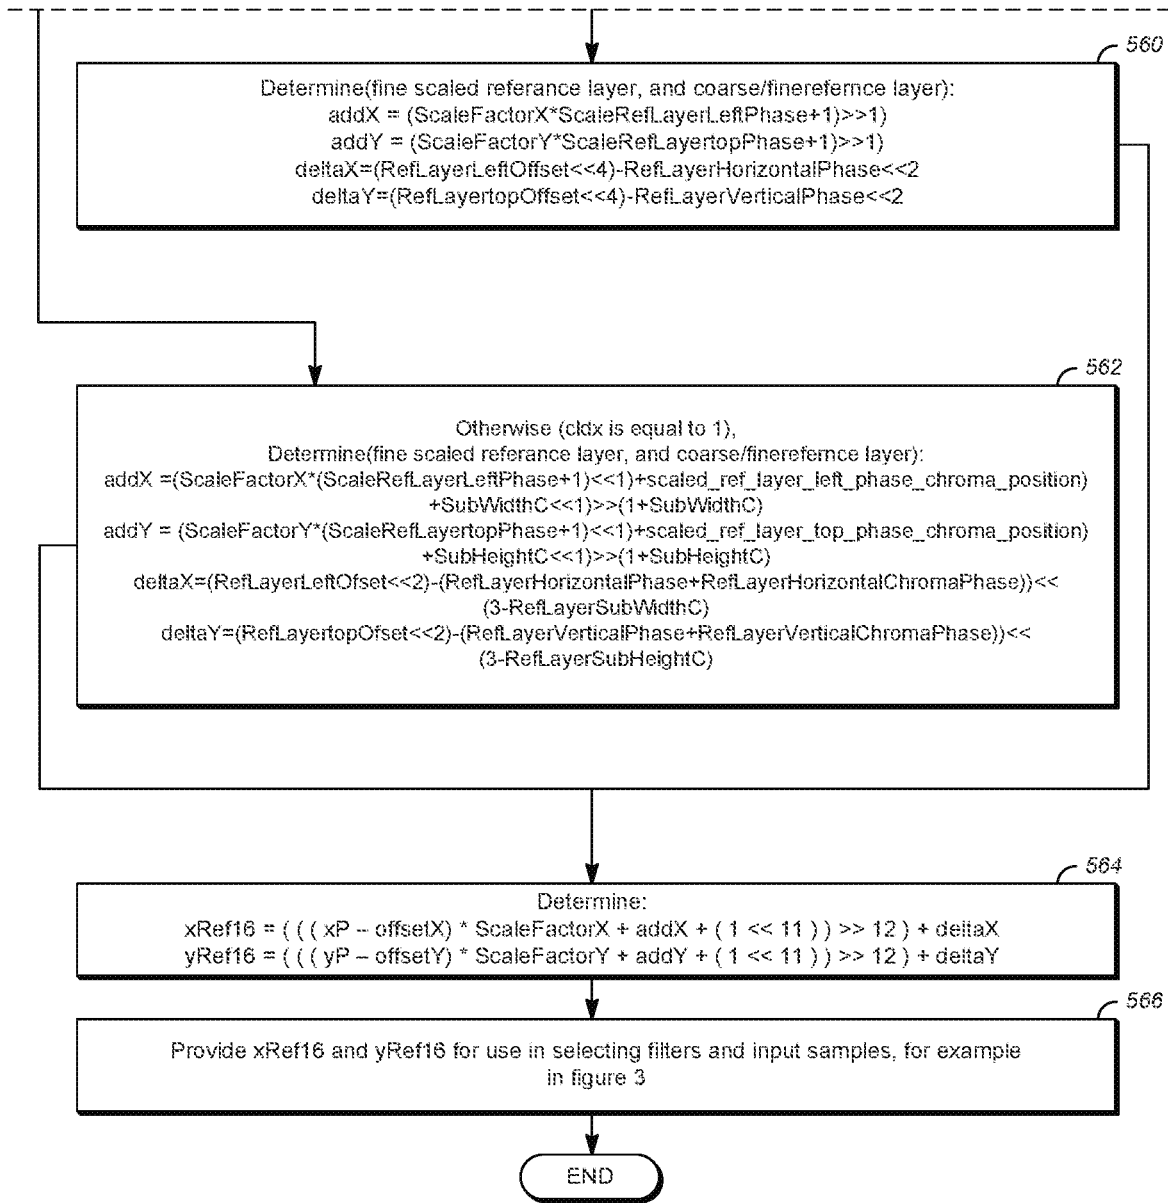 560
Determine(fine scaled referance layer, and coarse/finerefernce layer):
addX = (ScaleFactorX*ScaleRefLayerLeftPhase+1)>>1)
addY = (ScaleFactorY*ScaleRefLayertopPhase+1)>>1)
deltaX=(RefLayerLeftOffset<<4)-RefLayerHorizontalPhase<<2
deltaY=(RefLayertopOffset<<4)-RefLayerVerticalPhase<<2
562
Otherwise (cIdx is equal to 1),
Determine(fine scaled referance layer, and coarse/finerefernce layer):
addX =(ScaleFactorX*(ScaleRefLayerLeftPhase+1)<<1)+scaled_ref_layer_left_phase_chroma_position)
+SubWidthC<<1)>>(1+SubWidthC)
addY = (ScaleFactorY*(ScaleRefLayertopPhase+1)<<1)+scaled_ref_layer_top_phase_chroma_position)
+SubHeightC<<1)>>(1+SubHeightC)
deltaX=(RefLayerLeftOfset<<2)-(RefLayerHorizontalPhase+RefLayerHorizontalChromaPhase))<<
(3-RefLayerSubWidthC)
deltaY=(RefLayertopOfset<<2)-(RefLayerVerticalPhase+RefLayerVerticalChromaPhase))<<
(3-RefLayerSubHeightC)
564
Determine:
xRef16 = ( ( ( xP – offsetX) * ScaleFactorX + addX + ( 1 << 11 ) ) >> 12 ) + deltaX
yRef16 = ( ( ( yP – offsetY) * ScaleFactorY + addY + ( 1 << 11 ) ) >> 12 ) + deltaY
566
Provide xRef16 and yRef16 for use in selecting filters and input samples, for example
in figure 3
END